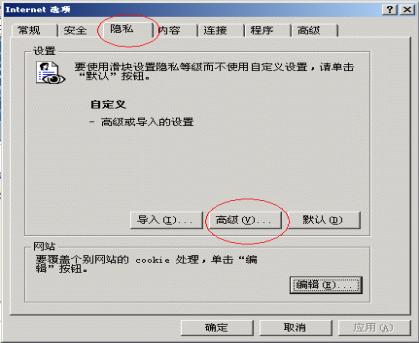 Internet 选项
常规 安全 隐私 内容 连接 程序 高级
设置
要使用滑块设置隐私等级而不使用自定义设置，请单击
“默认”按钮。
自定义
- 高级或导入的设置
导入(I)... 高级(V)... 默认(D)
网站
要覆盖个别网站的 cookie 处理，单击“编
辑”按钮。
编辑(E)...
确定 取消 应用(A)